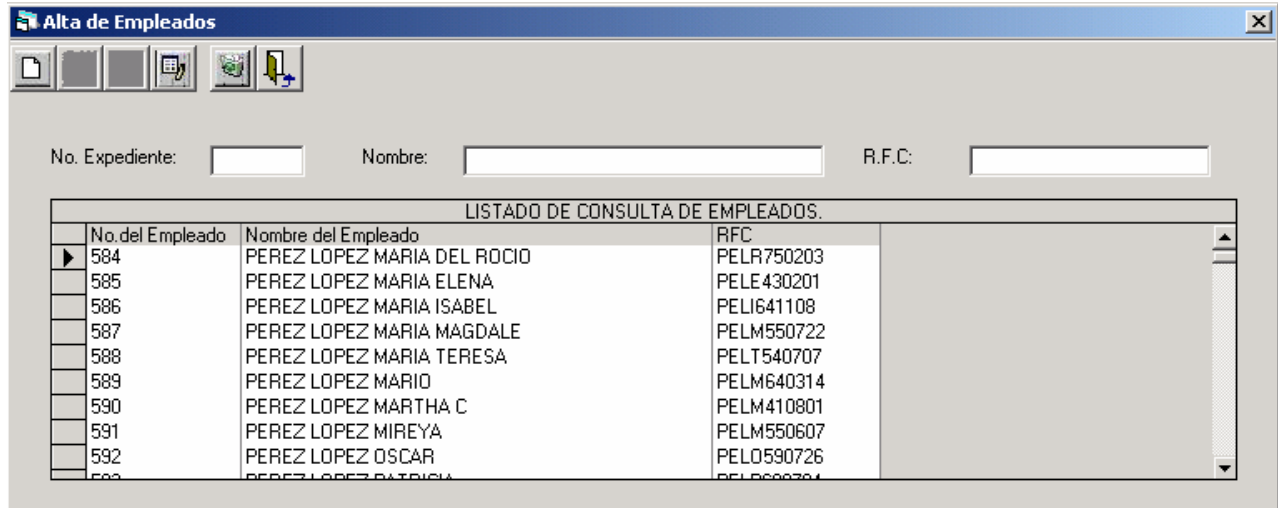 Alta de Empleados
No. Expediente: Nombre: R.F.C:
LISTADO DE CONSULTA DE EMPLEADOS.
No.del Empleado Nombre del Empleado RFC
584 PEREZ LOPEZ MARIA DEL ROCIO PELR750203
585 PEREZ LOPEZ MARIA ELENA PELE430201
586 PEREZ LOPEZ MARIA ISABEL PELI641108
587 PEREZ LOPEZ MARIA MAGDALE PELM550722
588 PEREZ LOPEZ MARIA TERESA PELT540707
589 PEREZ LOPEZ MARIO PELM640314
590 PEREZ LOPEZ MARTHA C PELM410801
591 PEREZ LOPEZ MIREYA PELM550607
592 PEREZ LOPEZ OSCAR PELO590726
PEREZ LOPEZ